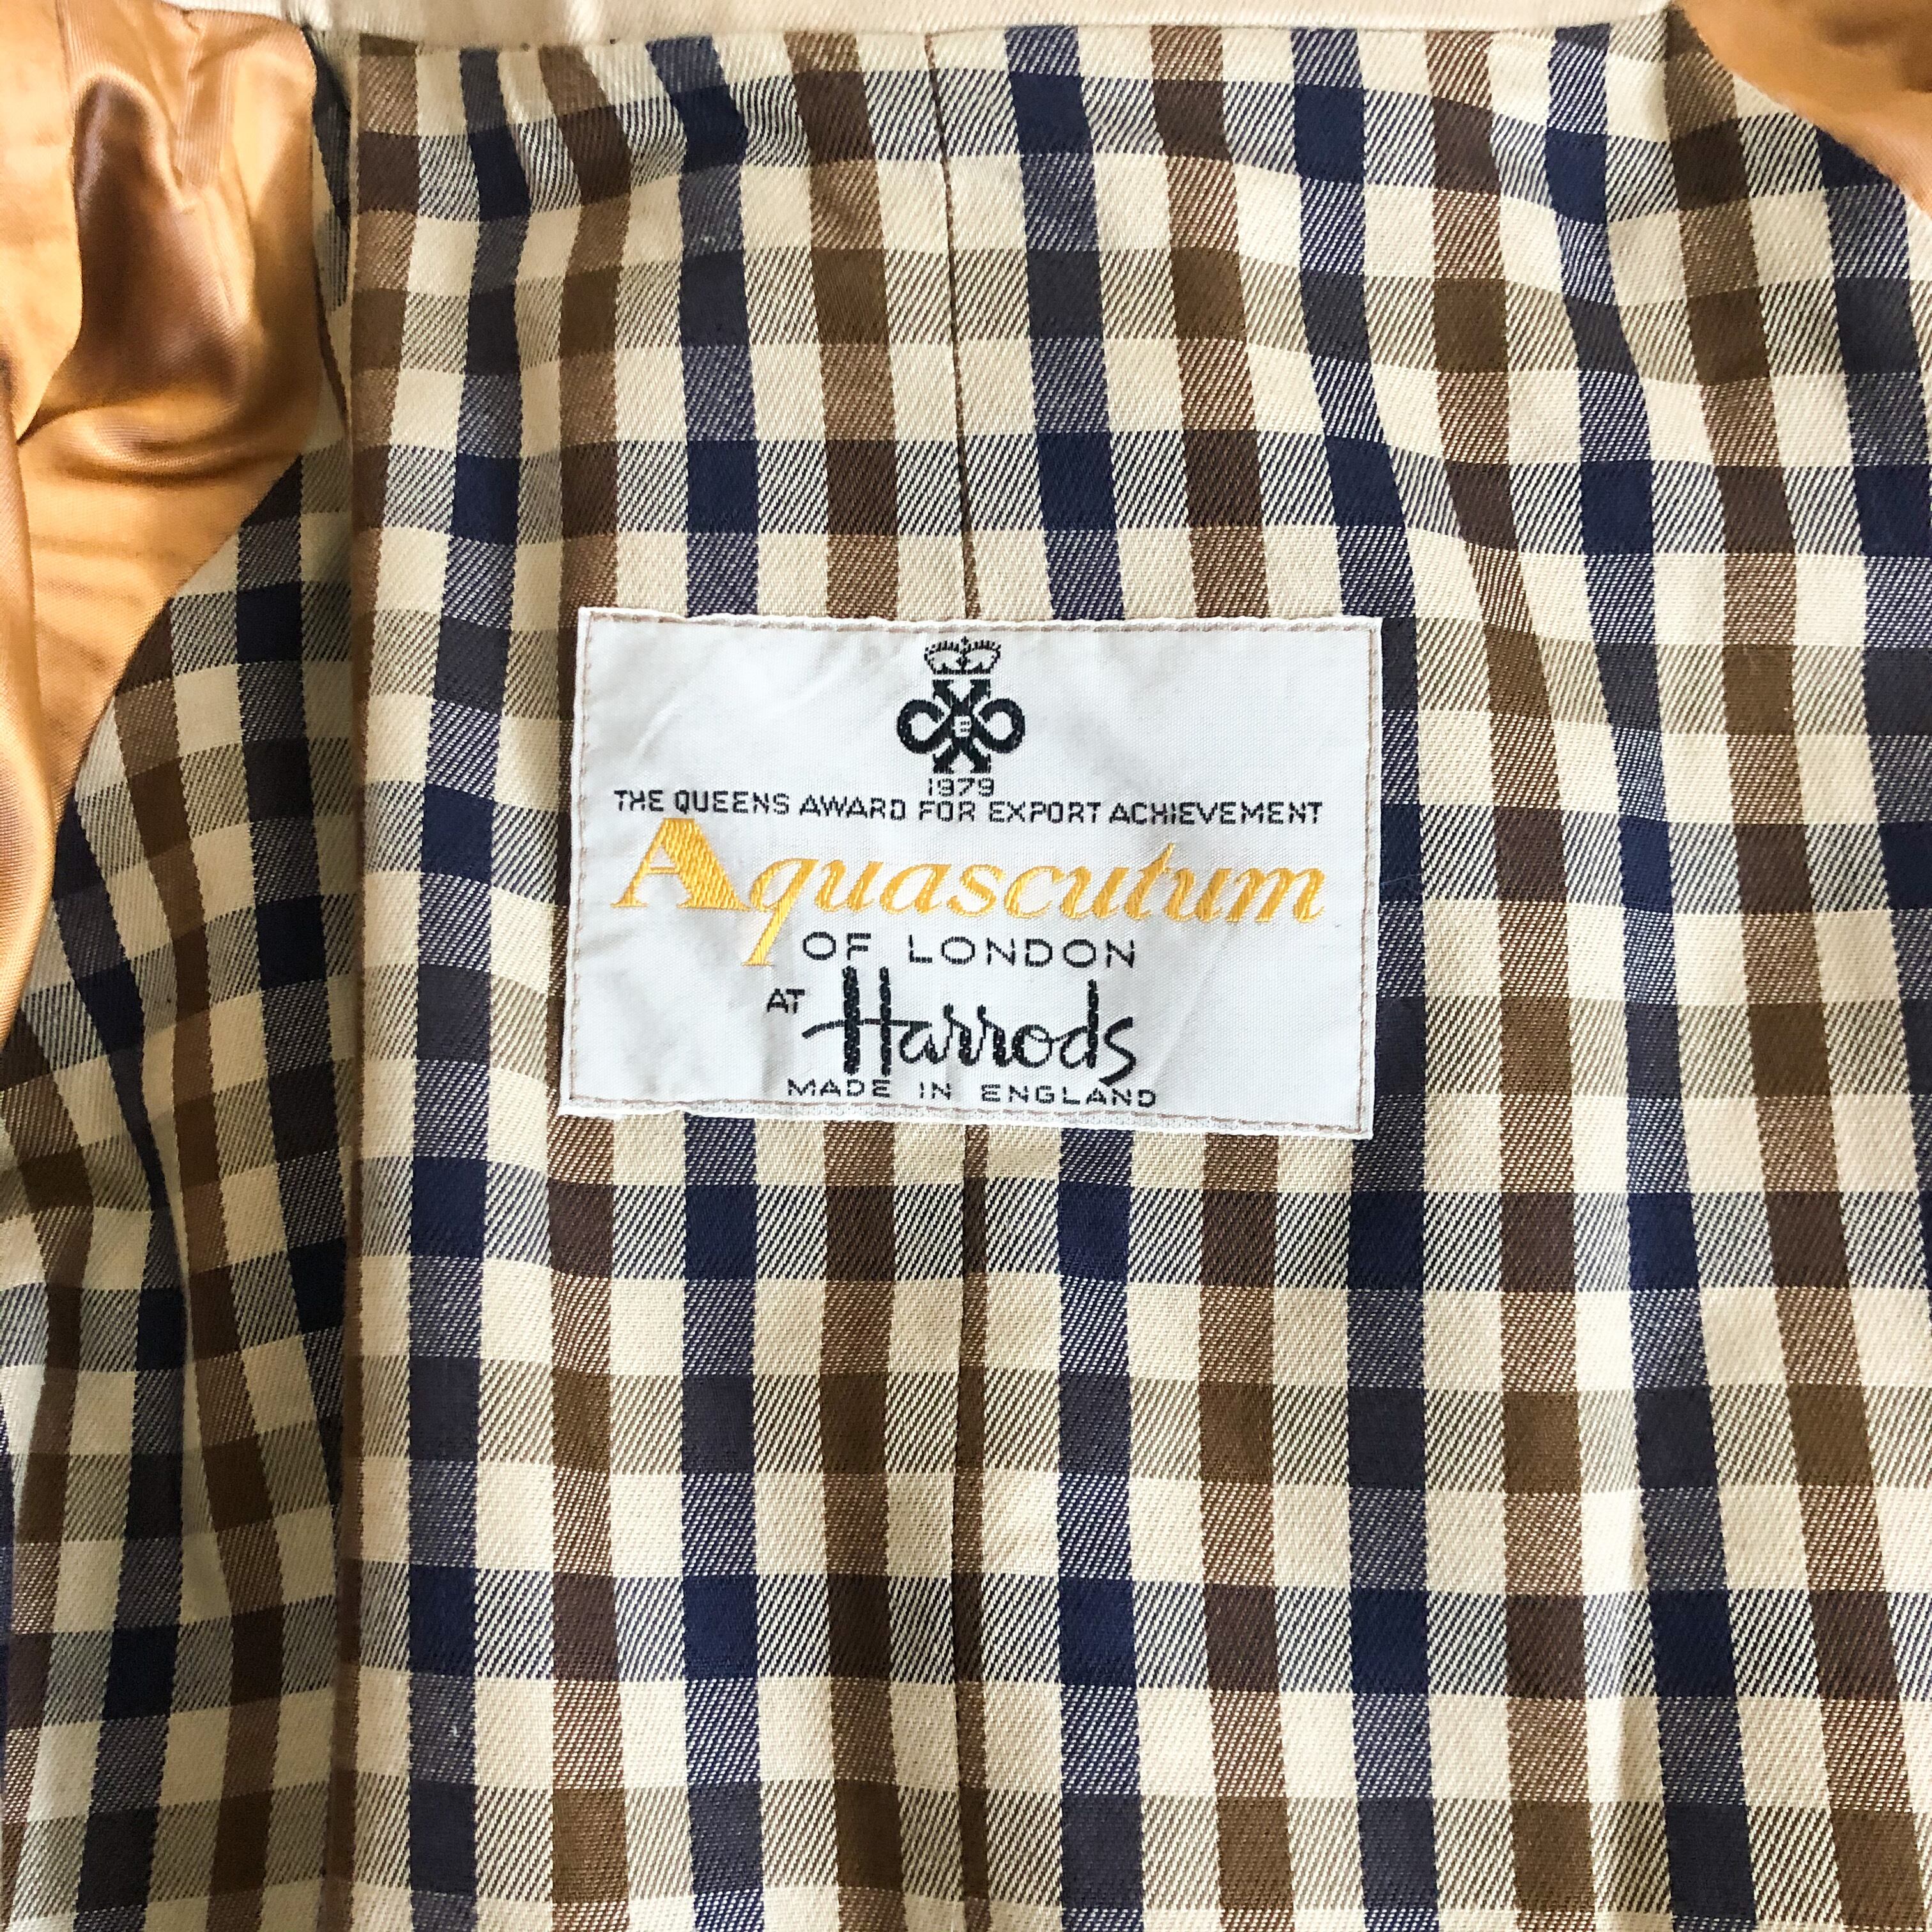 E
1979
THE QUEENS AWARD FOR EXPORT ACHIEVEMENT
Aquascutum
OF LONDON
AT Harrods
MADE IN ENGLAND